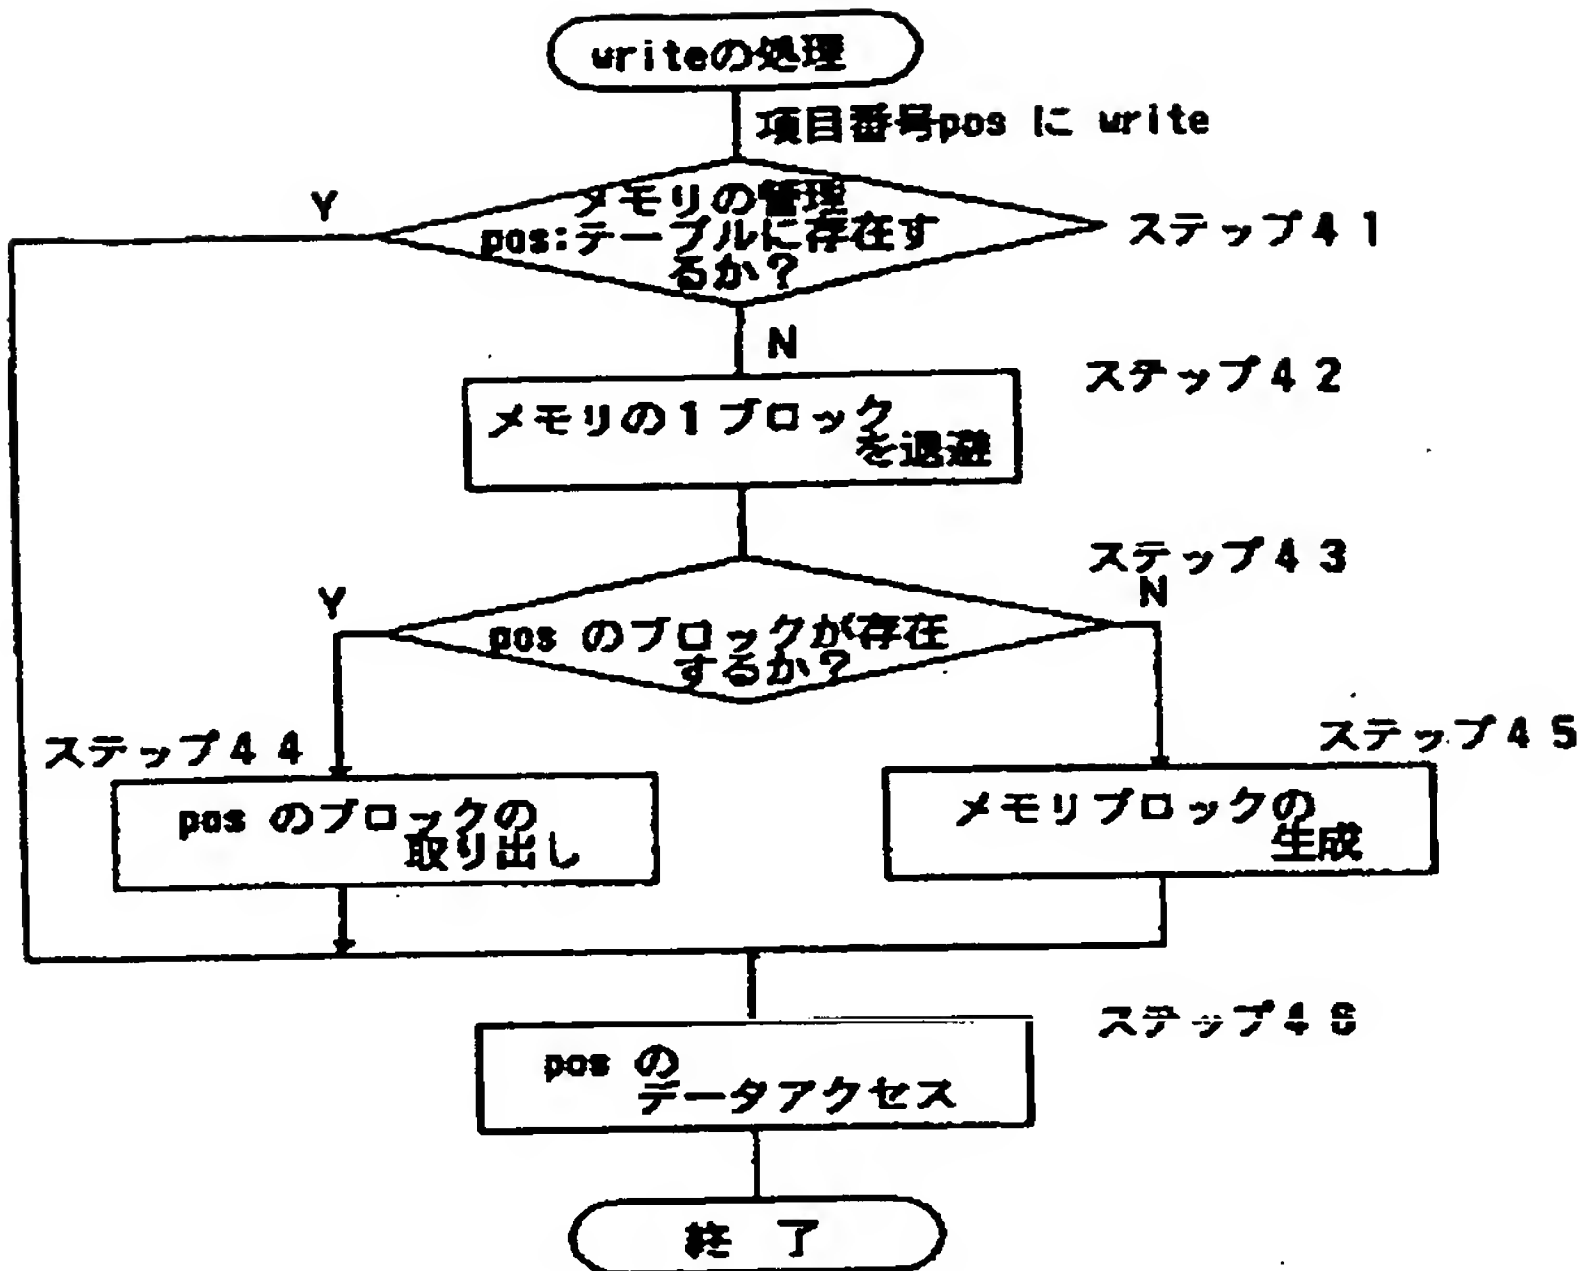 writeの処理
項目番号pos に write
メモリの管理
pos:テーブルに存在す
るか?
Y
ステップ41
N
メモリの1ブロック
を退避
ステップ42
ステップ43
Y
N
pos のブロックが存在
するか?
ステップ44
ステップ45
pos のブロックの
取り出し
メモリブロックの
生成
ステップ46
pos の
データアクセス
終 了